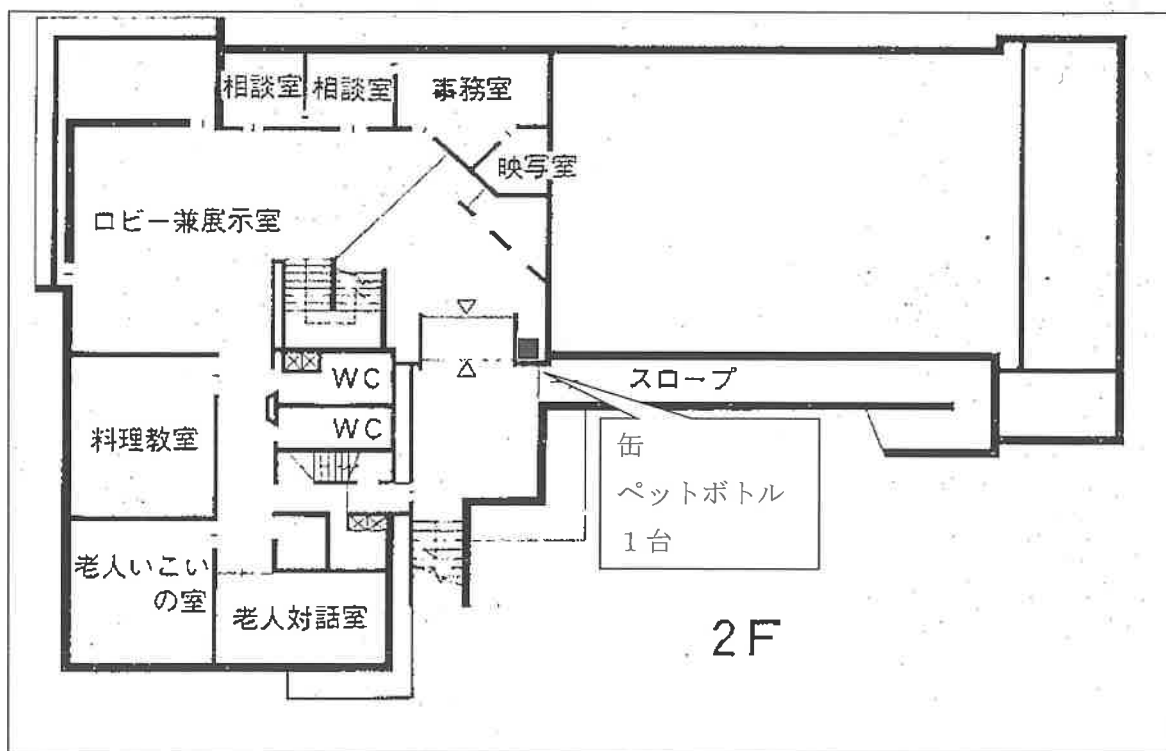 相談室
相談室
事務室
映写室
ロビー兼展示室
WC
スロープ
WC
料理教室
缶
ペットボトル
1台
老人いこい
の室
老人対話室
2F